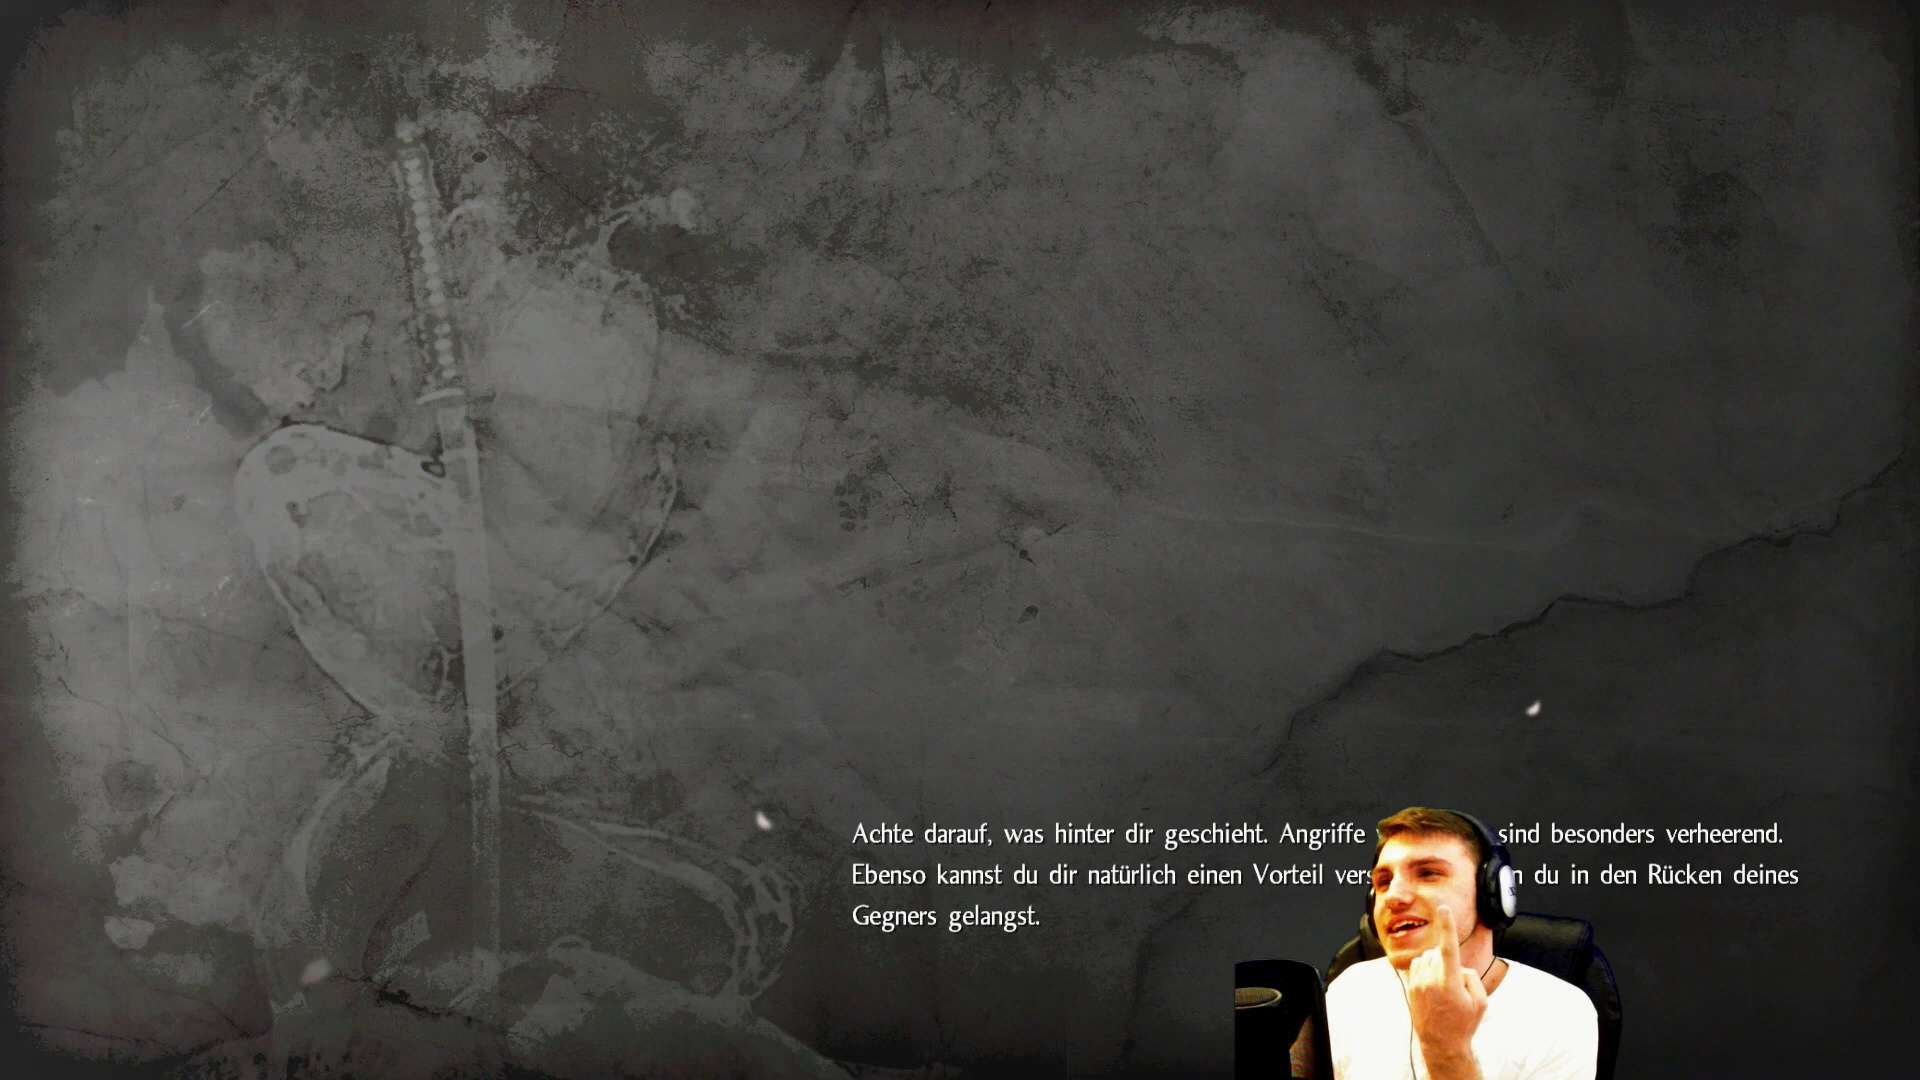 Achte darauf, was hinter dir geschieht. Angriffe sind besonders verheerend.
Ebenso kannst du dir natürlich einen Vorteil du in den Rücken deines
Gegners gelangst.